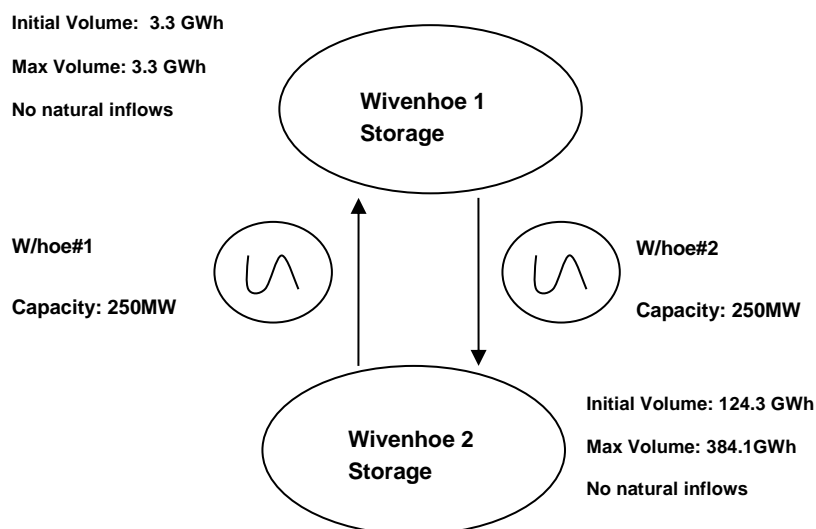 Initial Volume: 3.3 GWh
Max Volume: 3.3 GWh
No natural inflows
Wivenhoe 1
Storage
W/hoe#1
Capacity: 250MW
W/hoe#2
Capacity: 250MW
Wivenhoe 2
Storage
Initial Volume: 124.3 GWh
Max Volume: 384.1GWh
No natural inflows